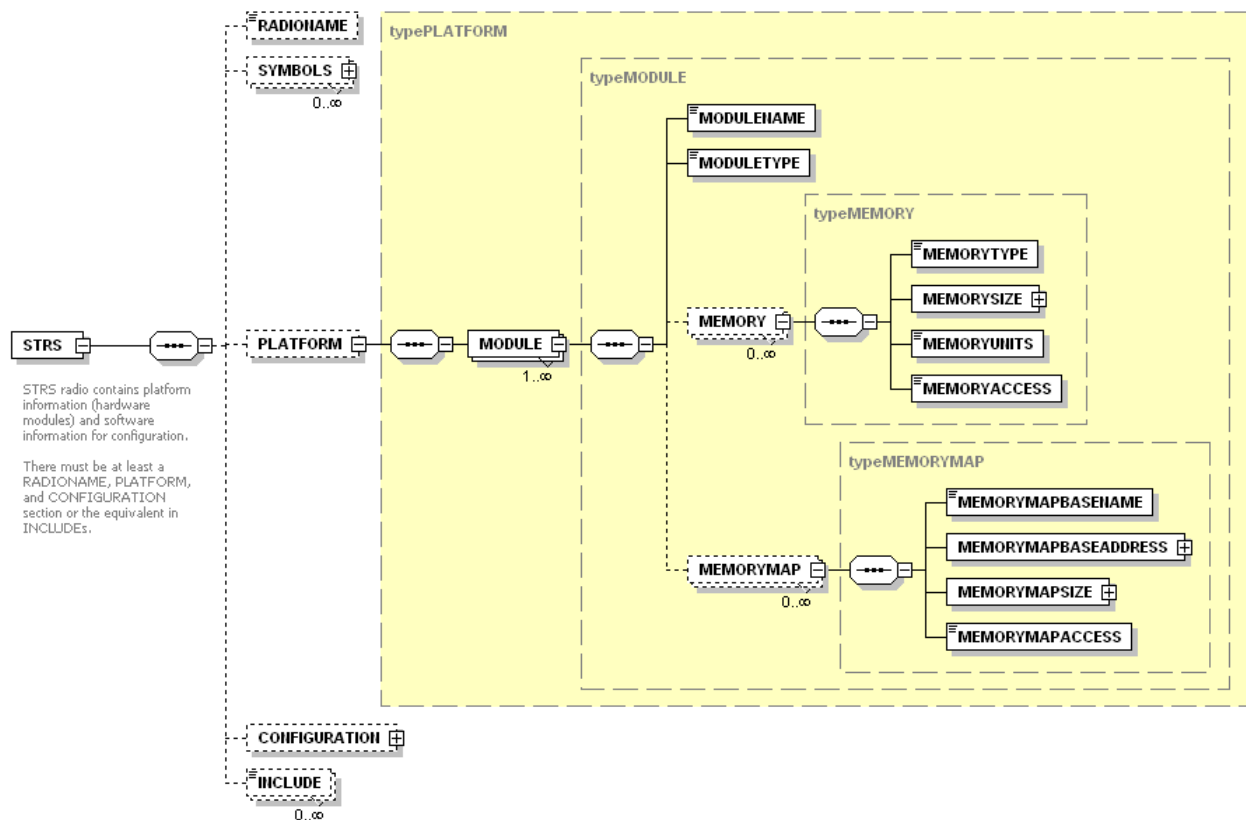 RADIONAME
typePLATFORM
SYMBOLS
0..∞
typeMODULE
MODULENAME
MODULETYPE
typeMEMORY
MEMORYTYPE
MEMORYSIZE
STRS
PLATFORM
MODULE
1..∞
MEMORY
0..∞
MEMORYUNITS
MEMORYACCESS
STRS radio contains platform
information (hardware
modules) and software
information for configuration.
There must be at least a
RADIONAME, PLATFORM,
and CONFIGURATION
section or the equivalent in
INCLUDEs.
typeMEMORYMAP
MEMORYMAPBASENAME
MEMORYMAPBASEADDRESS
MEMORYMAP
0..∞
MEMORYMAPSIZE
MEMORYMAPACCESS
CONFIGURATION
INCLUDE
0..∞